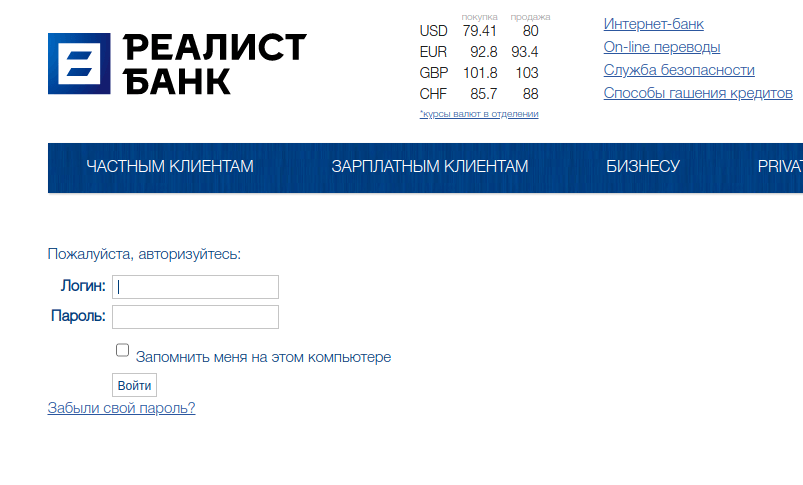 РЕАЛИСТ
БАНК
покупка продажа
USD 79.41 80
EUR 92.8 93.4
GBP 101.8 103
CHF 85.7 88
*курсы валют в отделении
Интернет-банк
On-line переводы
Служба безопасности
Способы гашения кредитов
ЧАСТНЫМ КЛИЕНТАМ ЗАРПЛАТНЫМ КЛИЕНТАМ БИЗНЕСУ PRIVAT
Пожалуйста, авторизуйтесь:
Логин:
Пароль:
Запомнить меня на этом компьютере
Войти
Забыли свой пароль?